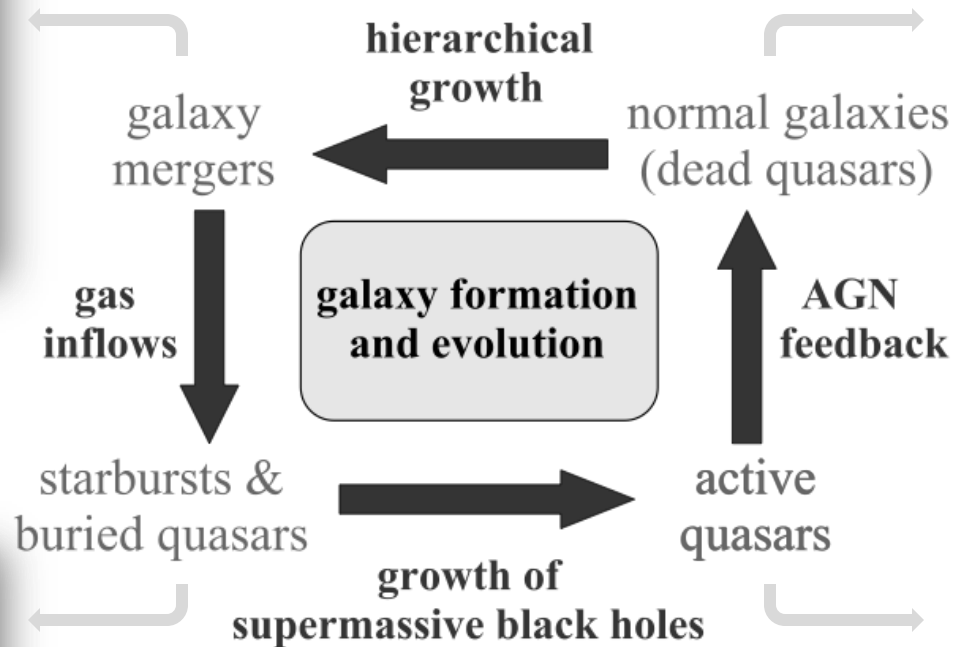 hierarchical
growth
galaxy
mergers
normal galaxies
(dead quasars)
gas
inflows
galaxy formation
and evolution
AGN
feedback
starbursts &
buried quasars
active
quasars
growth of
supermassive black holes